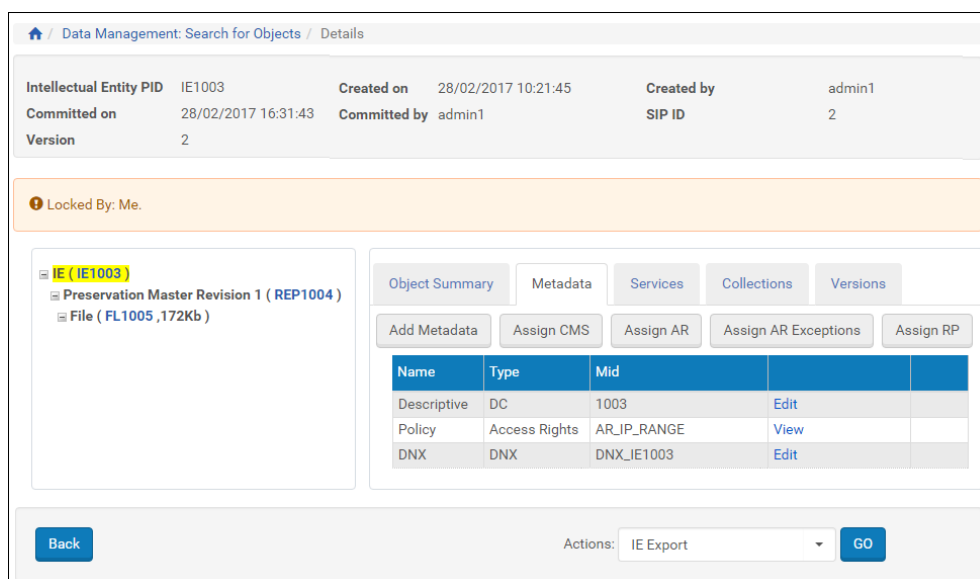 / Data Management: Search for Objects / Details
Intellectual Entity PID IE1003 Created on 28/02/2017 10:21:45 Created by admin1
Committed on 28/02/2017 16:31:43 Committed by admin1 SIP ID 2
Version 2
Locked By: Me.
IE ( IE1003 )
Preservation Master Revision 1 ( REP1004 )
File ( FL1005 ,172Kb )
Object Summary Metadata Services Collections Versions
Add Metadata Assign CMS Assign AR Assign AR Exceptions Assign RP
Name Type Mid
Descriptive DC 1003 Edit
Policy Access Rights AR_IP_RANGE View
DNX DNX DNX_IE1003 Edit
Back Actions: IE Export GO